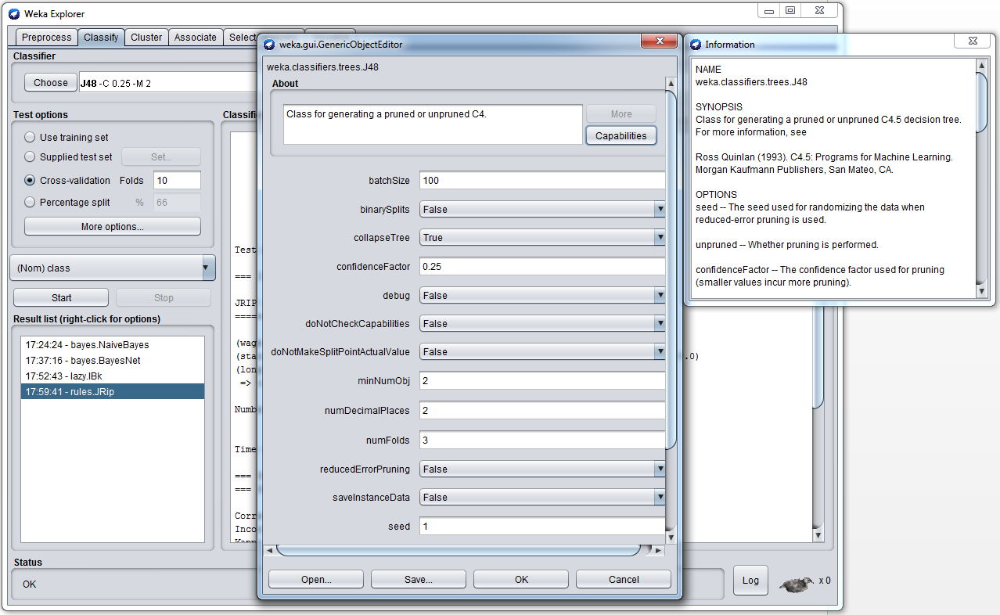 Weka Explorer
Preprocess Classify Cluster Associate Select
Classifier
Choose J48 -C 0.25 -M 2
Test options
Use training set
Supplied test set Set...
Cross-validation Folds 10
Percentage split % 66
More options...
(Nom) class
Start Stop
Result list (right-click for options)
17:24:24 - bayes.NaiveBayes
17:37:16 - bayes.BayesNet
17:52:43 - lazy.IBk
17:59:41 - rules.JRip
Status
OK
Log x 0
Classifi
Test
===
JRIP
====
(wag
(sta .0)
(lon
=>
Numb
Time
===
===
Corr
Inco
Kapp
weka.gui.GenericObjectEditor
weka.classifiers.trees.J48
About
Class for generating a pruned or unpruned C4.
More
Capabilities
batchSize 100
binarySplits False
collapseTree True
confidenceFactor 0.25
debug False
doNotCheckCapabilities False
doNotMakeSplitPointActualValue False
minNumObj 2
numDecimalPlaces 2
numFolds 3
reducedErrorPruning False
saveInstanceData False
seed 1
Open... Save... OK Cancel
Information
NAME
weka.classifiers.trees.J48
SYNOPSIS
Class for generating a pruned or unpruned C4.5 decision tree.
For more information, see
Ross Quinlan (1993). C4.5: Programs for Machine Learning.
Morgan Kaufmann Publishers, San Mateo, CA.
OPTIONS
seed -- The seed used for randomizing the data when
reduced-error pruning is used.
unpruned -- Whether pruning is performed.
confidenceFactor -- The confidence factor used for pruning
(smaller values incur more pruning).